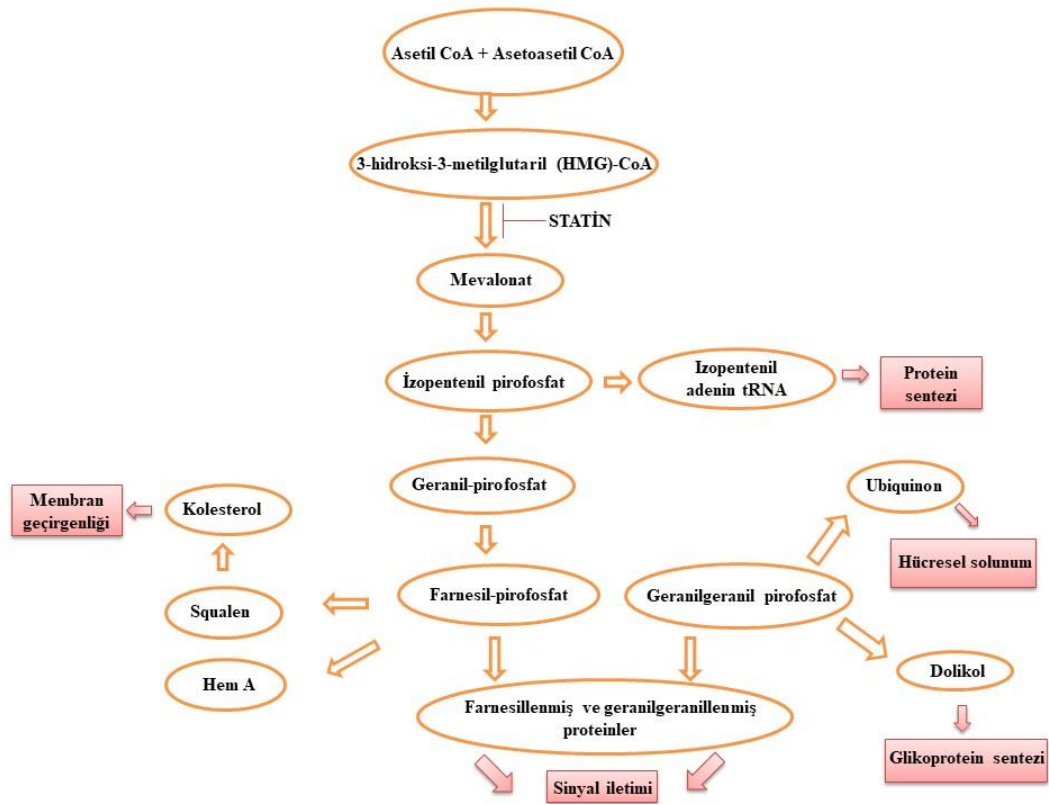 Asetil CoA + Asetoasetil CoA
3-hidroksi-3-metilglutaril (HMG)-CoA
STATİN
Mevalonat
İzopentenil pirofosfat
Izopentenil
adenin tRNA
Protein
sentezi
Geranil-pirofosfat
Ubiquinon
Membran
geçirgenliği
Kolesterol
Hücresel solunum
Farnesil-pirofosfat
Geranilgeranil pirofosfat
Squalen
Hem A
Dolikol
Farnesillenmiş ve geranilgeranillenmiş
proteinler
Glikoprotein sentezi
Sinyal iletimi